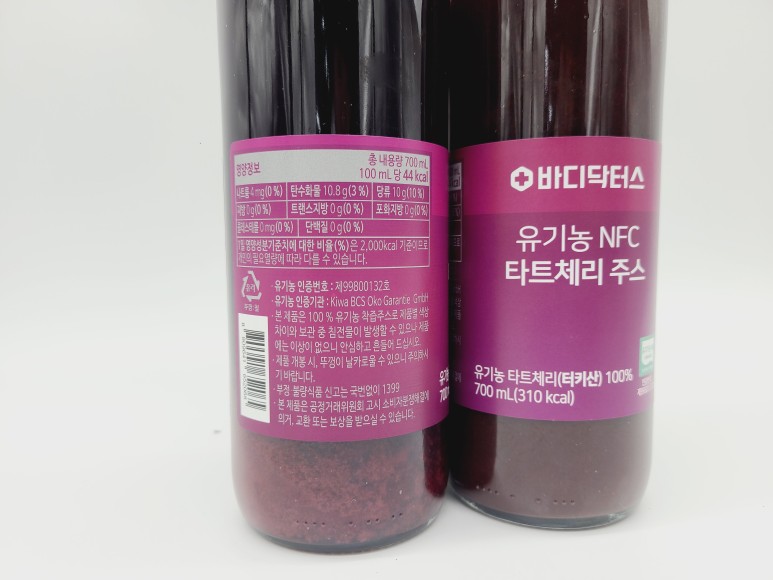 영양정보
총 내용량 700 mL
100 mL 당 44 kcal
나트륨 4 mg(0 %) 탄수화물 10.8 g(3 %) 당류 10 g(10 %)
지방 0 g(0 %) 트랜스지방 0 g(0 %) 포화지방 0 g(0 %)
콜레스테롤 0 mg(0 %) 단백질 0 g(0 %)
1일 영양성분기준치에 대한 비율(%)은 2,000kcal 기준이므로
개인의 필요열량에 따라 다를 수 있습니다.
· 유기농 인증번호 : 제99800132호
· 유기농 인증기관 : Kiwa BCS Oko Garantie GmbH
· 본 제품은 100 % 유기농 착즙주스로 제품별 색상
차이와 보관 중 침전물이 발생할 수 있으나 제품
에는 이상이 없으니 안심하고 흔들어 드십시오.
· 제품 개봉 시, 뚜껑이 날카로울 수 있으니 주의하시
기 바랍니다.
· 부정·불량식품 신고는 국번없이 1399
· 본 제품은 공정거래위원회 고시 소비자분쟁해결에
의거, 교환 또는 보상을 받으실 수 있습니다.
바디닥터스
유기농 NFC
타트체리 주스
유기농 타트체리(터키산) 100%
700 mL(310 kcal)